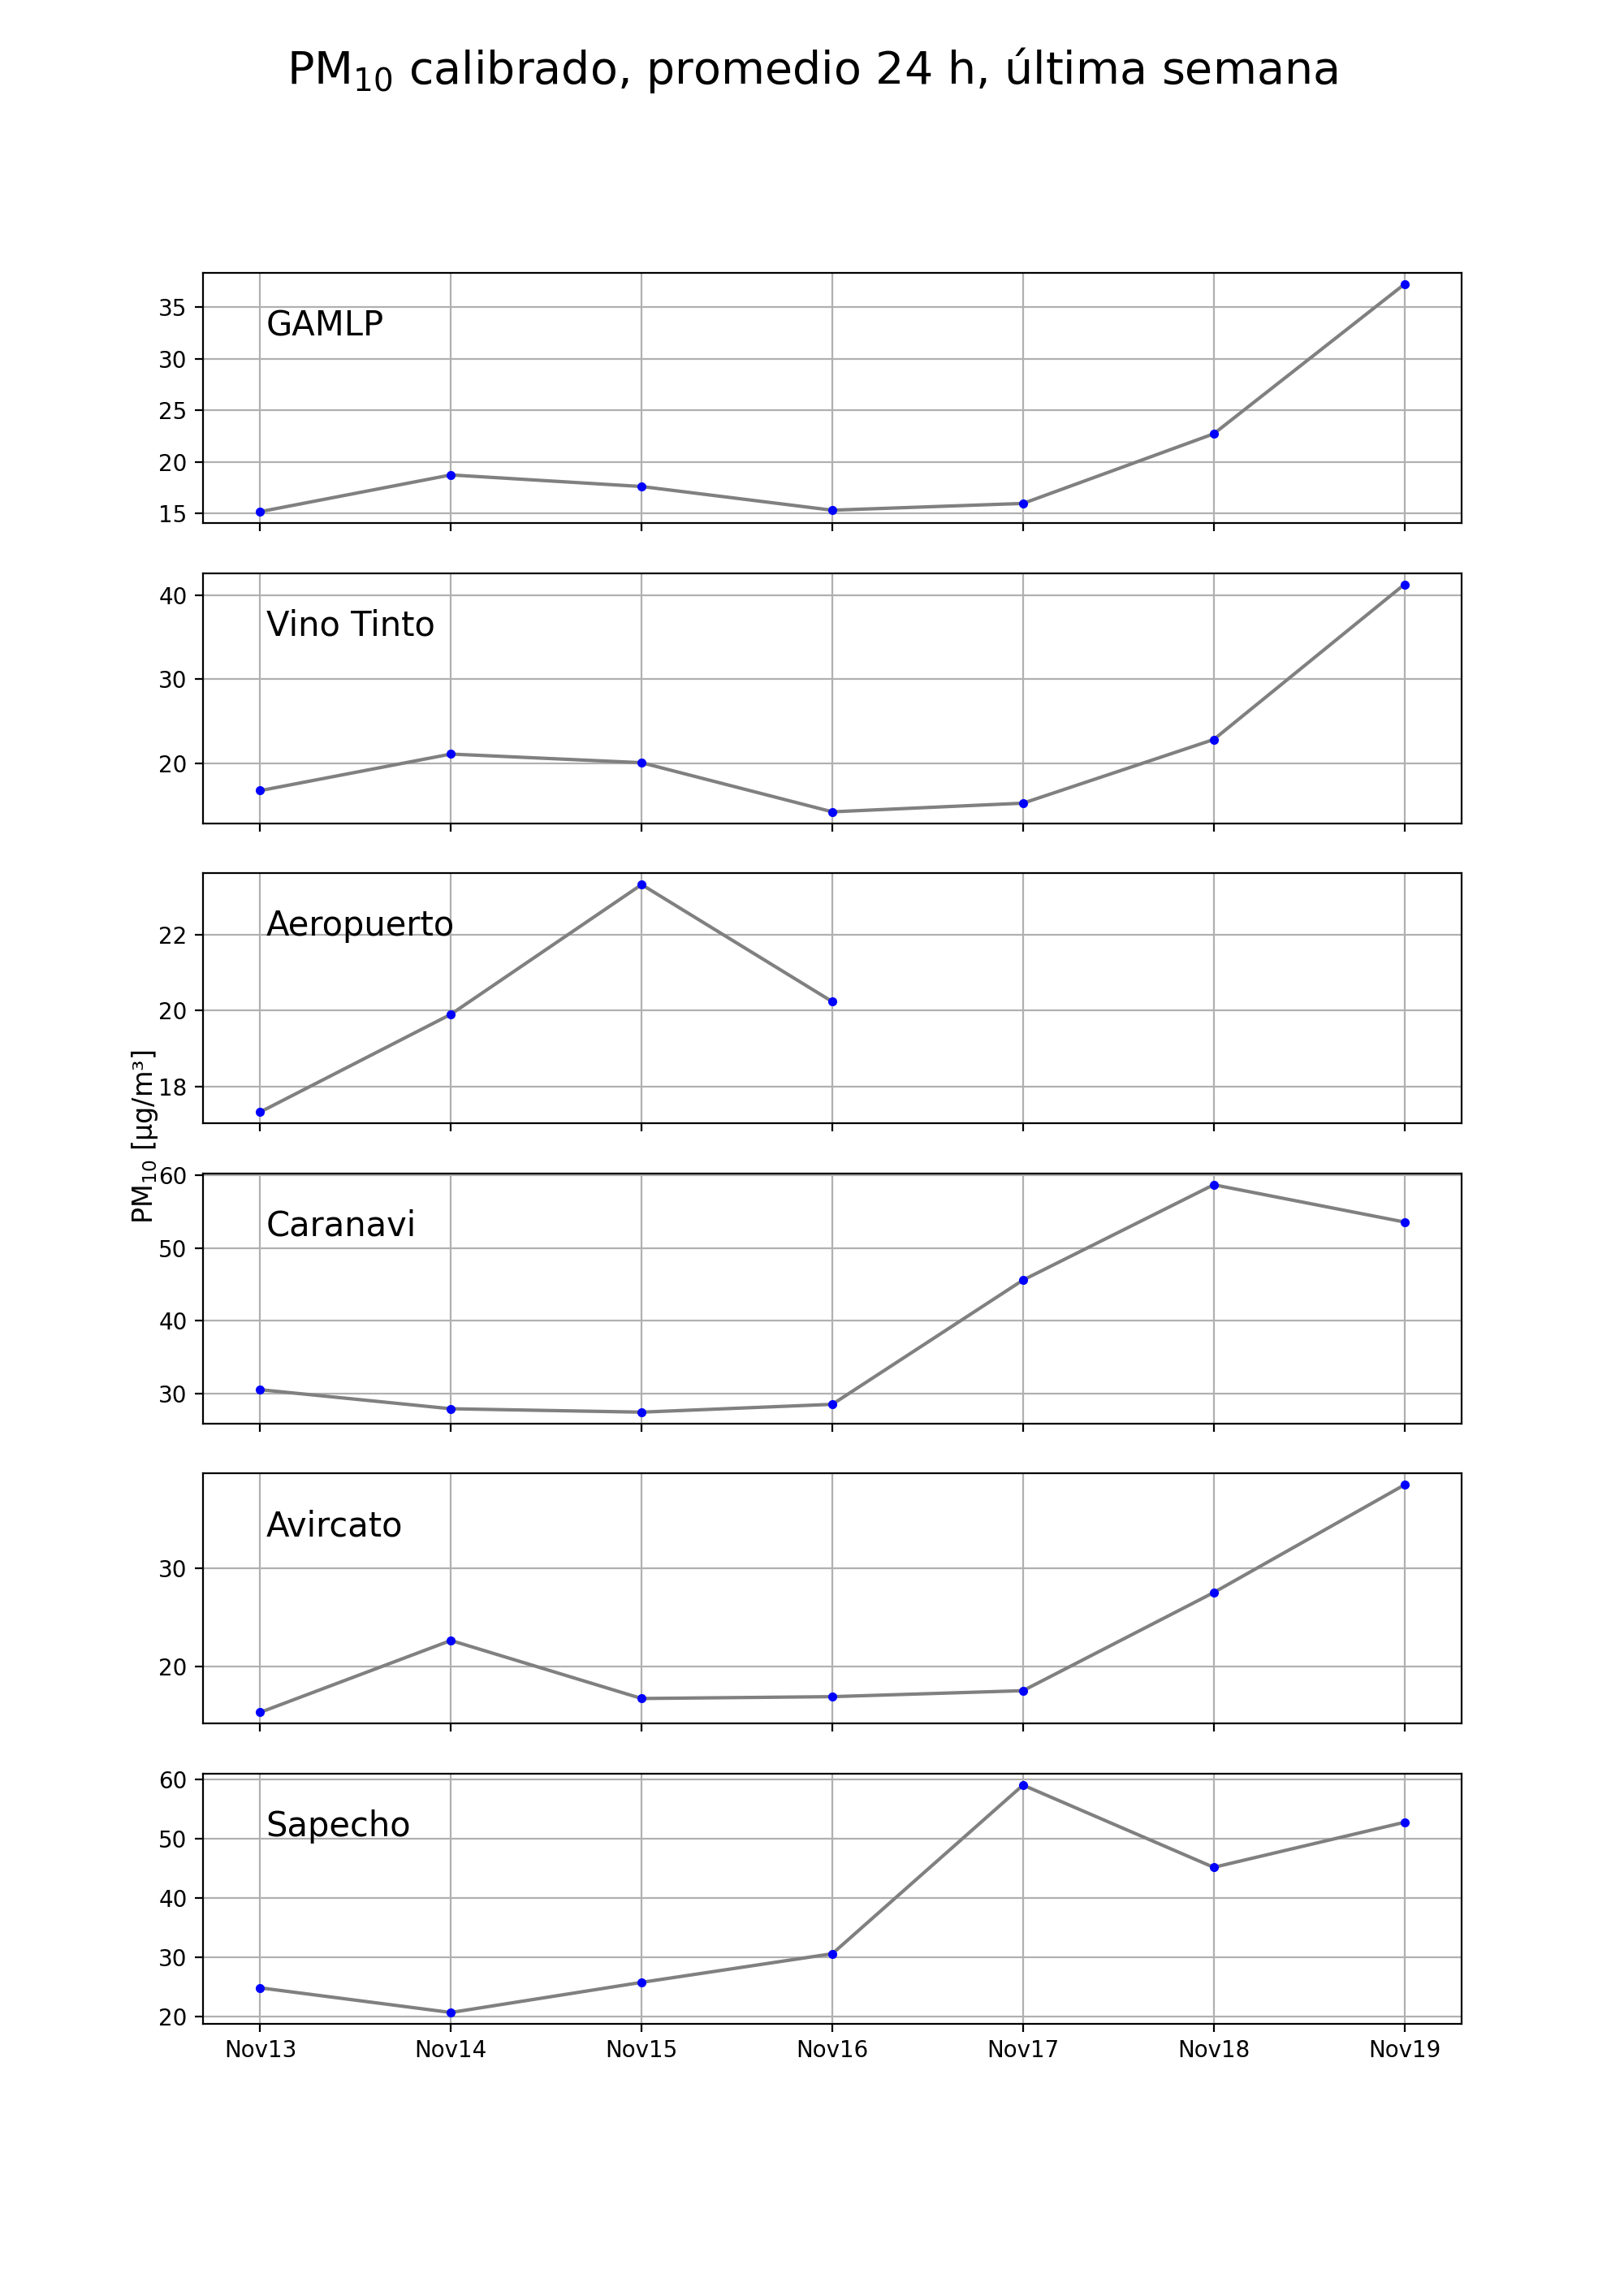 PM₁₀ calibrado, promedio 24 h, última semana
GAMLP
35
30
25
20
15
Vino Tinto
40
30
20
Aeropuerto
22
20
18
PM₁₀ [µg/m³]
Caranavi
60
50
40
30
Avircato
30
20
Sapecho
60
50
40
30
20
Nov13 Nov14 Nov15 Nov16 Nov17 Nov18 Nov19